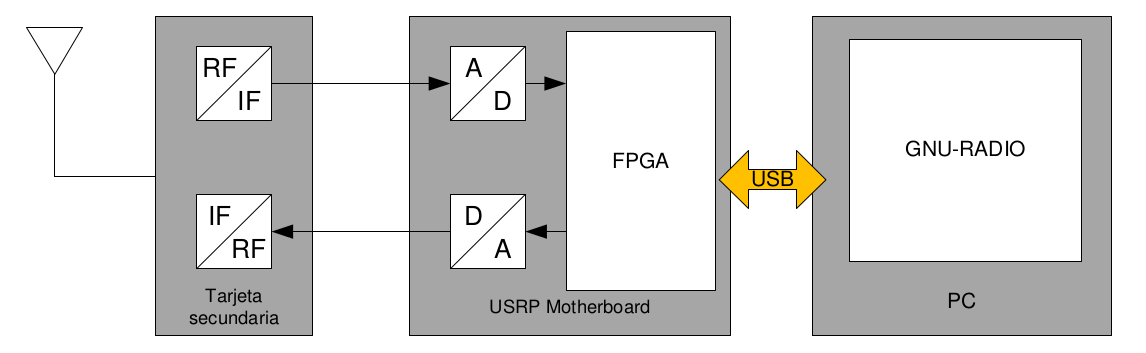 RF
IF
A
D
FPGA
USB
GNU-RADIO
IF
RF
D
A
Tarjeta
secundaria
USRP Motherboard
PC